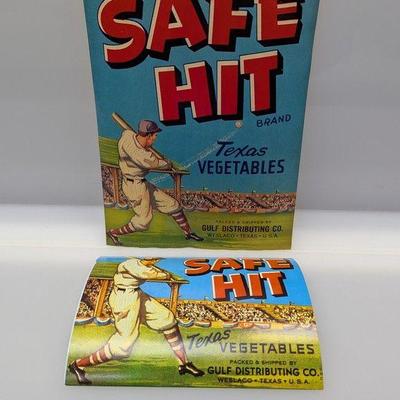 SAFE
HIT
BRAND
Texas
VEGETABLES
PACKED & SHIPPED BY
GULF DISTRIBUTING CO.
WESLACO • TEXAS • U.S.A.
SAFE
HIT
Texas
VEGETABLES
PACKED & SHIPPED BY
GULF DISTRIBUTING CO.
WESLACO • TEXAS • U.S.A.